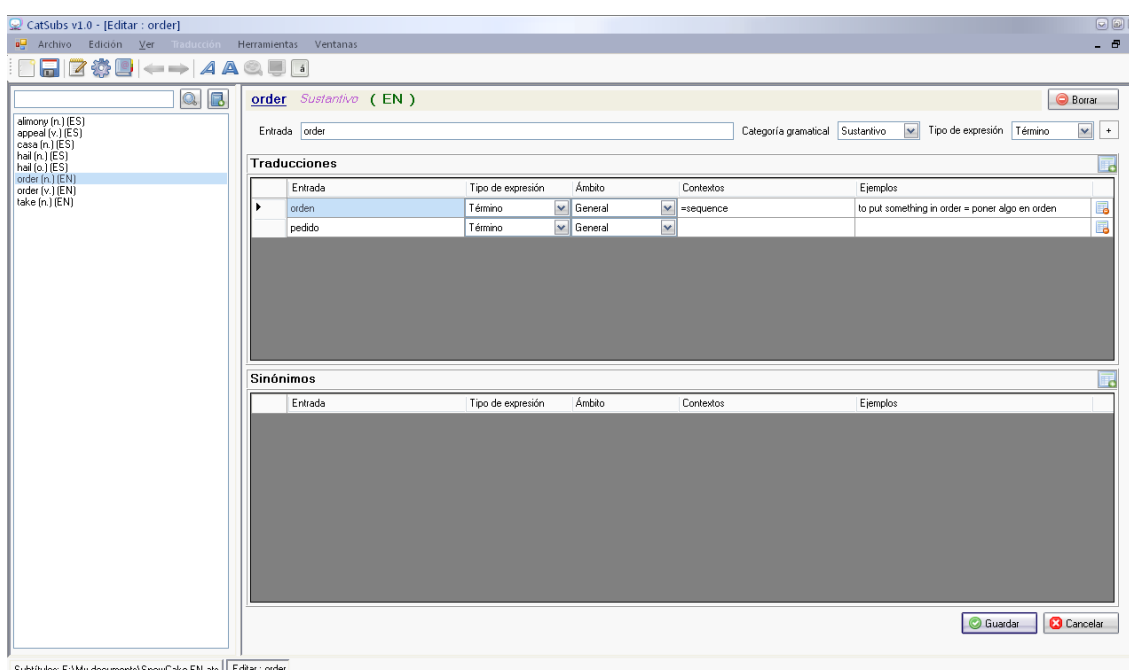 CatSubs v1.0 - [Editar : order]
Archivo Edición Ver Traducción Herramientas Ventanas
A A á
order Sustantivo ( EN )
Borrar
alimony (n.) (ES)
appeal (v.) (ES)
casa (n.) (ES)
hail (n.) (ES)
hail (o.) (ES)
order (n.) (EN)
order (v.) (EN)
take (n.) (EN)
Entrada order Categoría gramatical Sustantivo Tipo de expresión Término +
Traducciones
Entrada Tipo de expresión Ámbito Contextos Ejemplos
orden Término General =sequence to put something in order = poner algo en orden
pedido Término General
Sinónimos
Entrada Tipo de expresión Ámbito Contextos Ejemplos
Guardar Cancelar
Editar : order